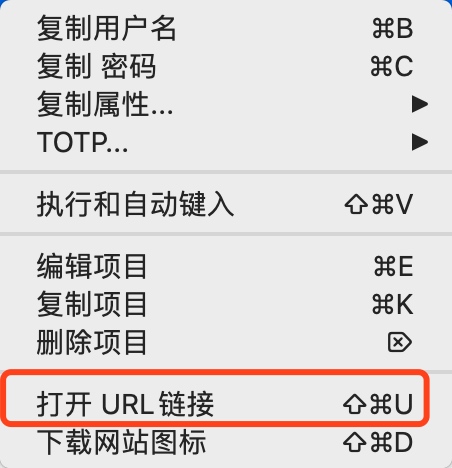 复制用户名 ⌘B
复制 密码 ⌘C
复制属性... ▶
TOTP... ▶
执行和自动键入 ⇧⌘V
编辑项目 ⌘E
复制项目 ⌘K
删除项目 ⌦
打开 URL 链接 ⇧⌘U
下载网站图标 ⇧⌘D